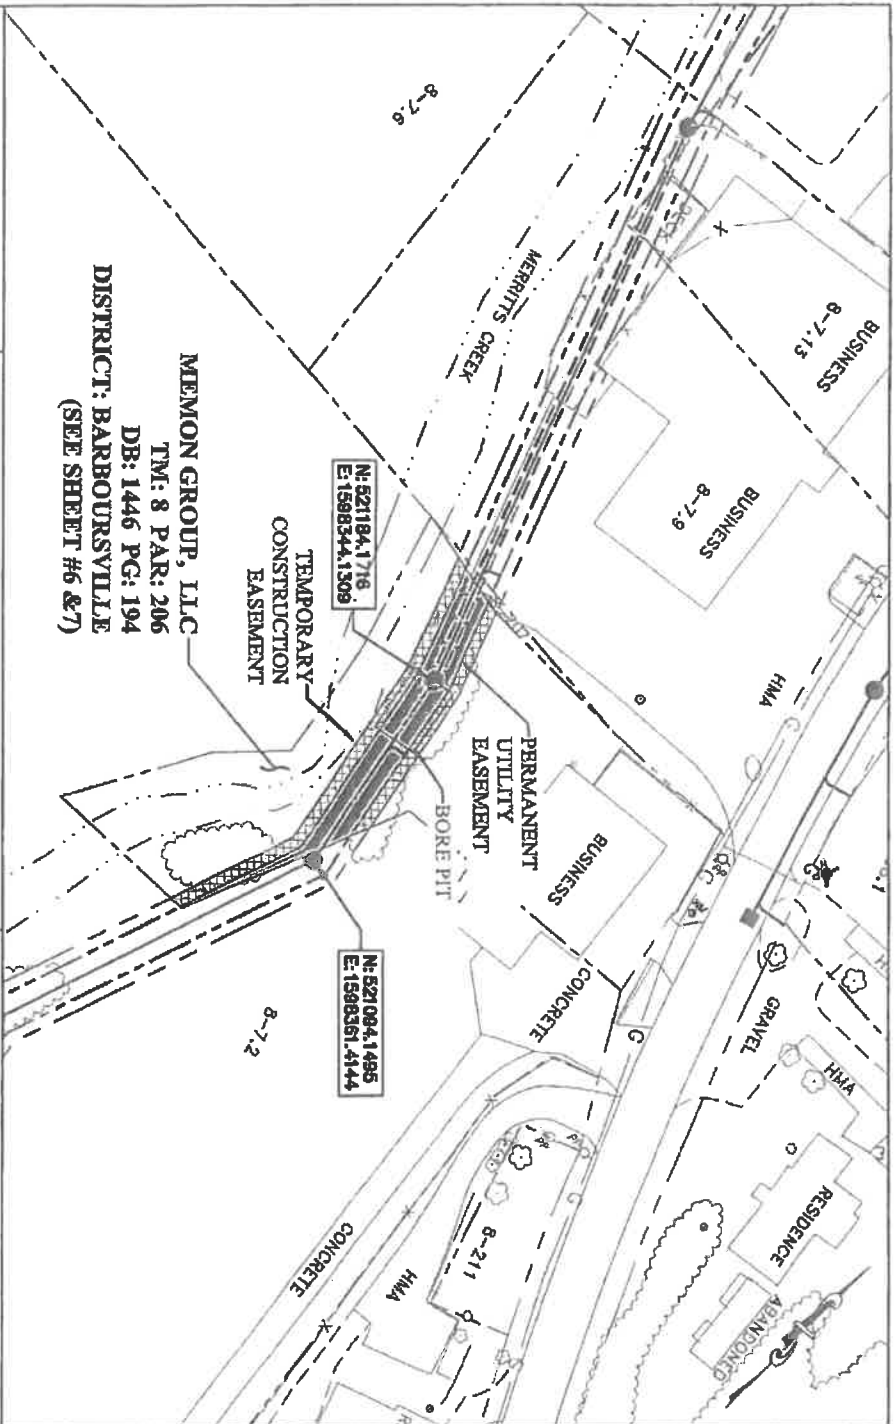 8-7.6
MERRITTS CREEK
DECK
X
BUSINESS
8-7.13
BUSINESS
8-7.9
HMA
MEMON GROUP, LLC
TM: 8 PAR: 206
DB: 1446 PG: 194
DISTRICT: BARBOURSVILLE
(SEE SHEET #6 &7)
N: 521184.1716
E: 1598344.1309
TEMPORARY
CONSTRUCTION
EASEMENT
PERMANENT
UTILITY
EASEMENT
BORE PIT
BUSINESS
CONCRETE
G
GRAVEL
HMA
RESIDENCE
ABANDONED
N: 521094.1495
E: 1598361.4144
8-7.2
8-211
HMA
CONCRETE